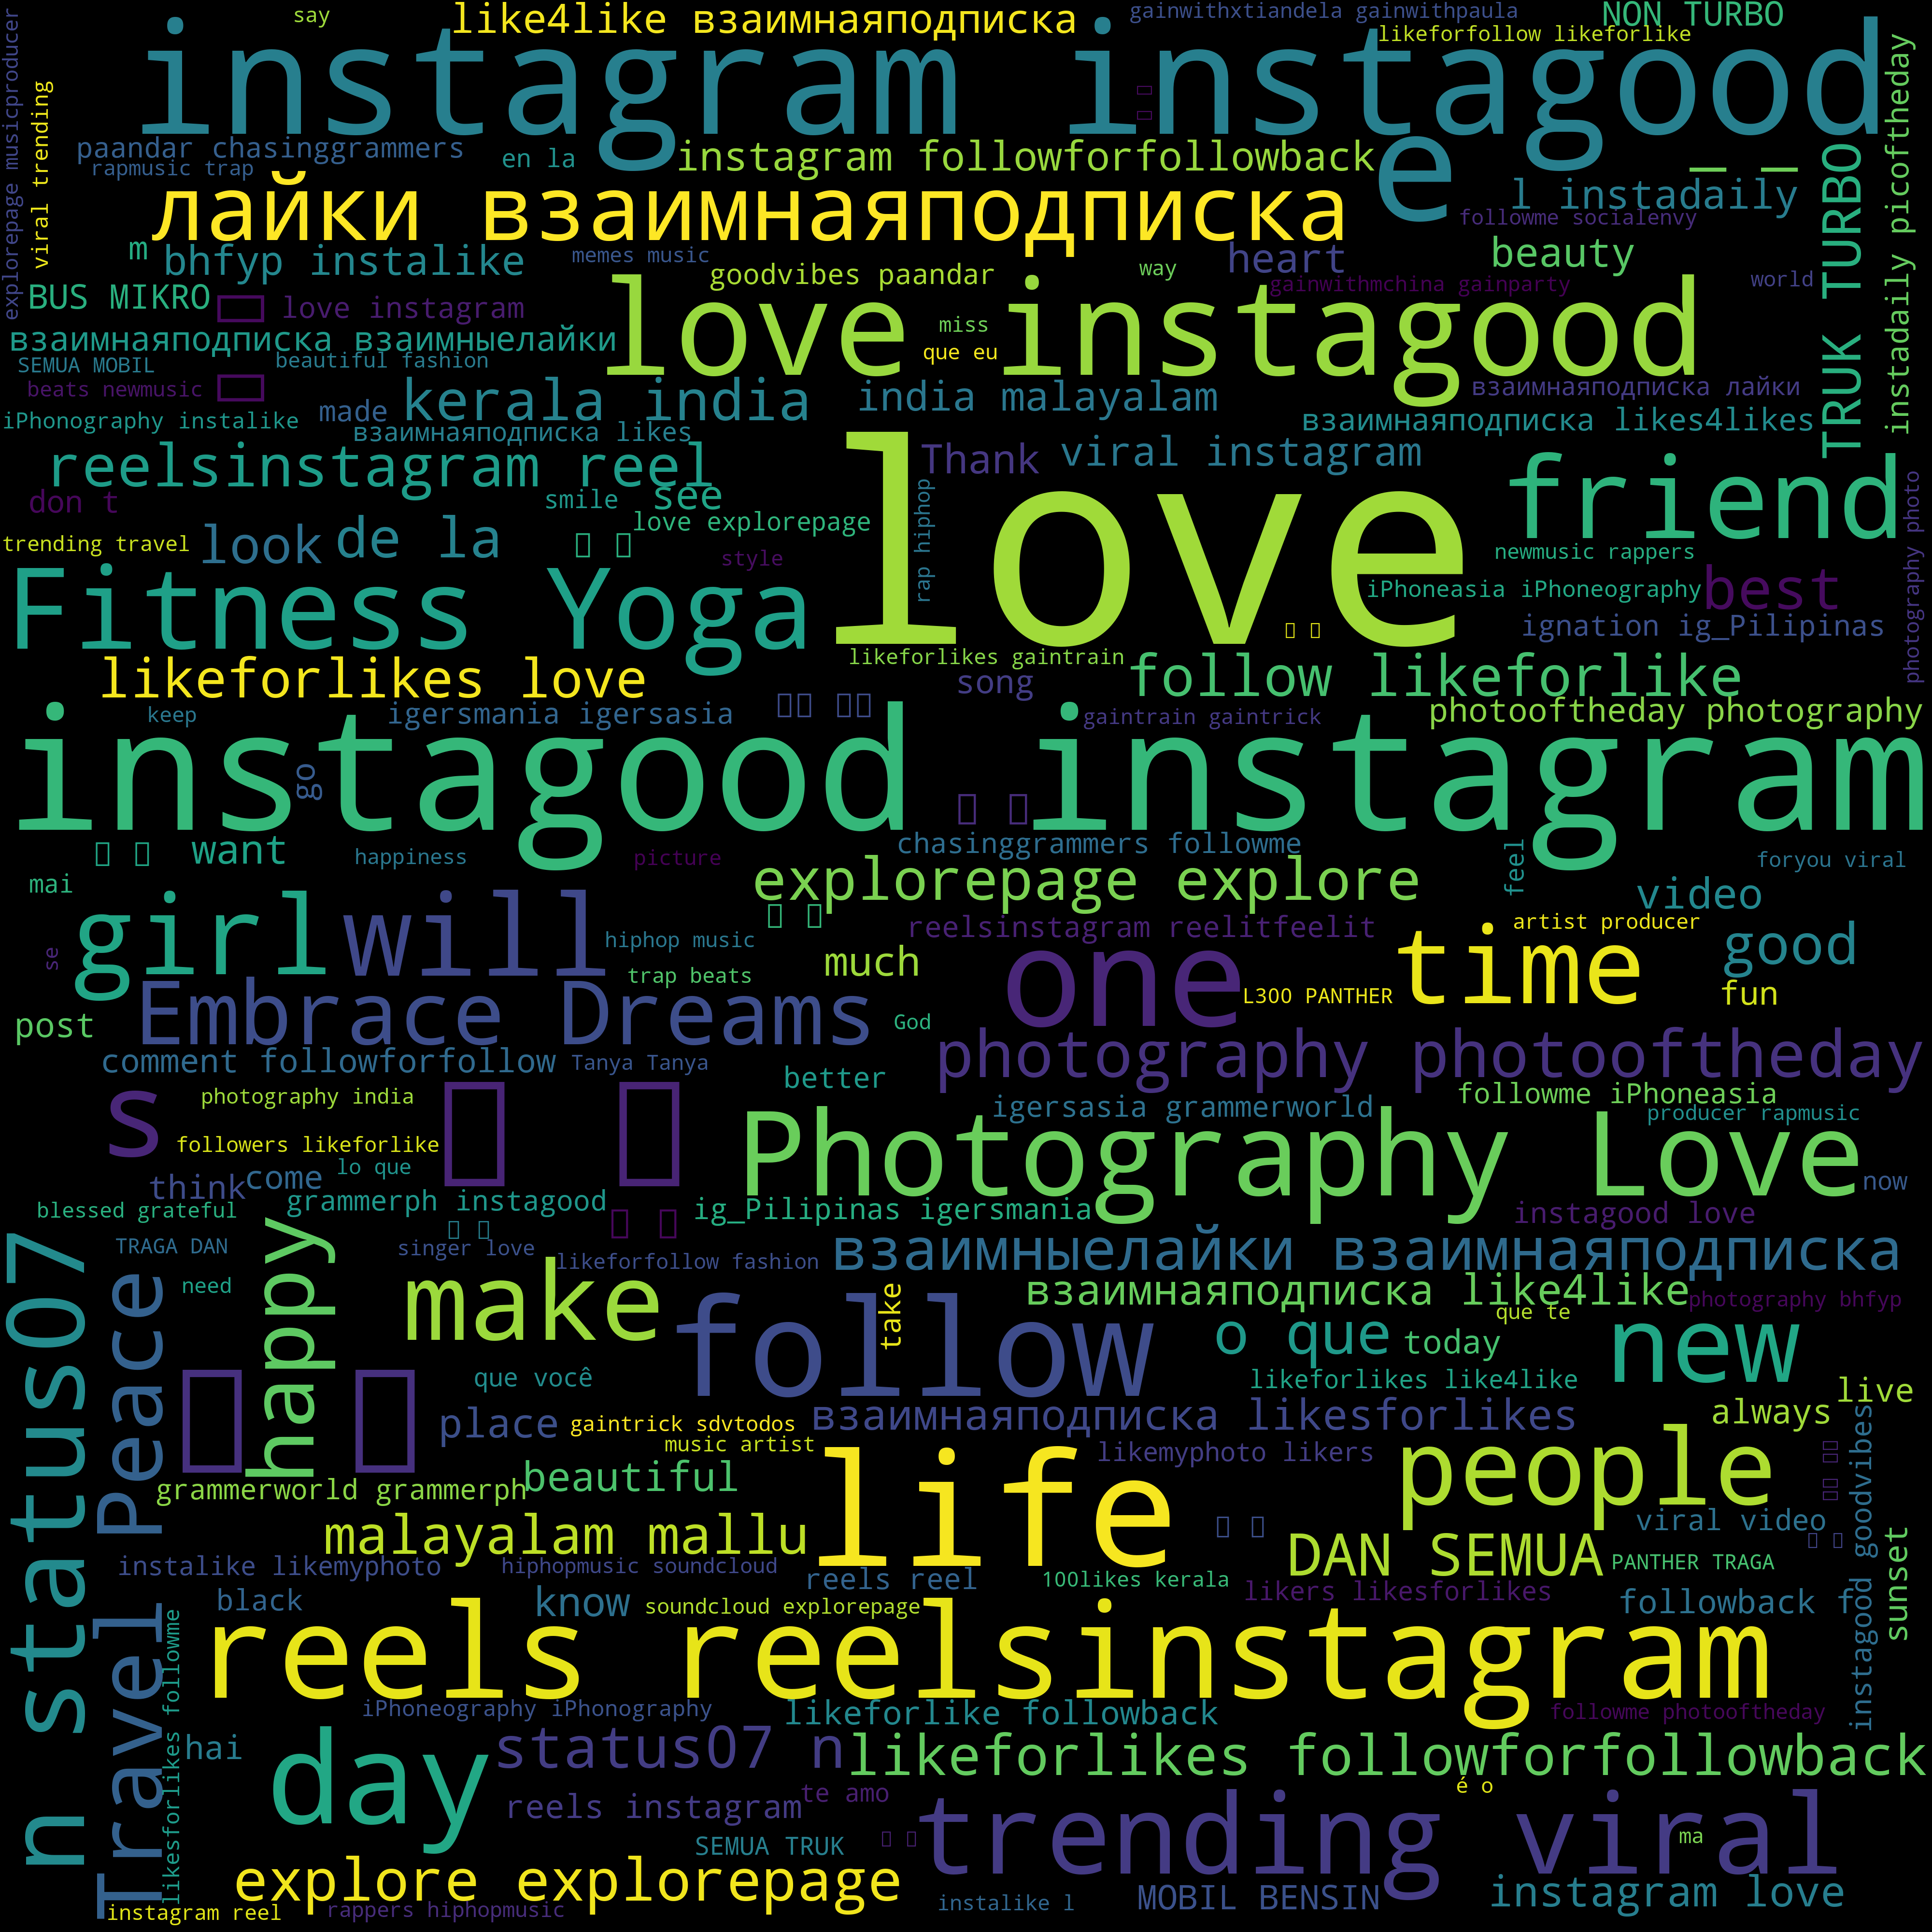 say
like4like взаимнаяподписка
gainwithxtiandela gainwithpaula
NON TURBO
explorepage musicproducer
instagram instagood
likeforfollow likeforlike
viral trending
instadaily picoftheday
paandar chasinggrammers
en la
instagram followforfollowback
e
_ _
TRUK TURBO
rapmusic trap
лайки взаимнаяподписка
l instadaily
followme socialenvy
m
bhfyp instalike
memes music
heart
beauty
goodvibes paandar
way
gainwithmchina gainparty
world
BUS MIKRO
love instagram
love instagood
miss
взаимнаяподписка взаимныелайки
que eu
SEMUA MOBIL
beautiful fashion
beats newmusic
made
kerala india
india malayalam
взаимнаяподписка лайки
iPhonography instalike
взаимнаяподписка likes
взаимнаяподписка likes4likes
reelsinstagram reel
Thank
viral instagram
love
friend
don t
smile
see
rap hiphop
photography photo
love explorepage
trending travel
look
de la
style
newmusic rappers
Fitness Yoga
iPhoneasia iPhoneography
best
ignation ig_Pilipinas
likeforlikes love
likeforlikes gaintrain
song
follow likeforlike
keep
igersmania igersasia
gaintrain gaintrick
photooftheday photography
instagood instagram
go
want
happiness
picture
chasinggrammers followme
feel
foryou viral
mai
explorepage explore
video
girl
will
reelsinstagram reelitfeelit
artist producer
se
hiphop music
one
time
good
trap beats
much
Embrace Dreams
L300 PANTHER
fun
post
God
photography photooftheday
comment followforfollow
Tanya Tanya
better
s
photography india
followme iPhoneasia
igersasia grammerworld
producer rapmusic
followers likeforlike
Photography Love
think
come
lo que
now
blessed grateful
grammerph instagood
ig_Pilipinas igersmania
instagood love
n status07
happy
TRAGA DAN
singer love
likeforfollow fashion
взаимныелайки взаимнаяподписка
Travel Peace
need
make
взаимнаяподписка like4like
photography bhfyp
follow
take
o que
que te
today
new
que você
likeforlikes like4like
live
place
gaintrick sdvtodos
взаимнаяподписка likesforlikes
always
music artist
likemyphoto likers
people
instagood goodvibes
grammerworld grammerph
beautiful
life
malayalam mallu
viral video
sunset
DAN SEMUA
PANTHER TRAGA
instalike likemyphoto
hiphopmusic soundcloud
reels reel
100likes kerala
likers likesforlikes
black
know
soundcloud explorepage
followback f
likesforlikes followme
reels reelsinstagram
iPhoneography iPhonography
likeforlike followback
followme photooftheday
hai
day
status07 n
likeforlikes followforfollowback
te amo
é o
reels instagram
trending viral
SEMUA TRUK
ma
explore explorepage
instalike l
MOBIL BENSIN
instagram love
instagram reel
rappers hiphopmusic